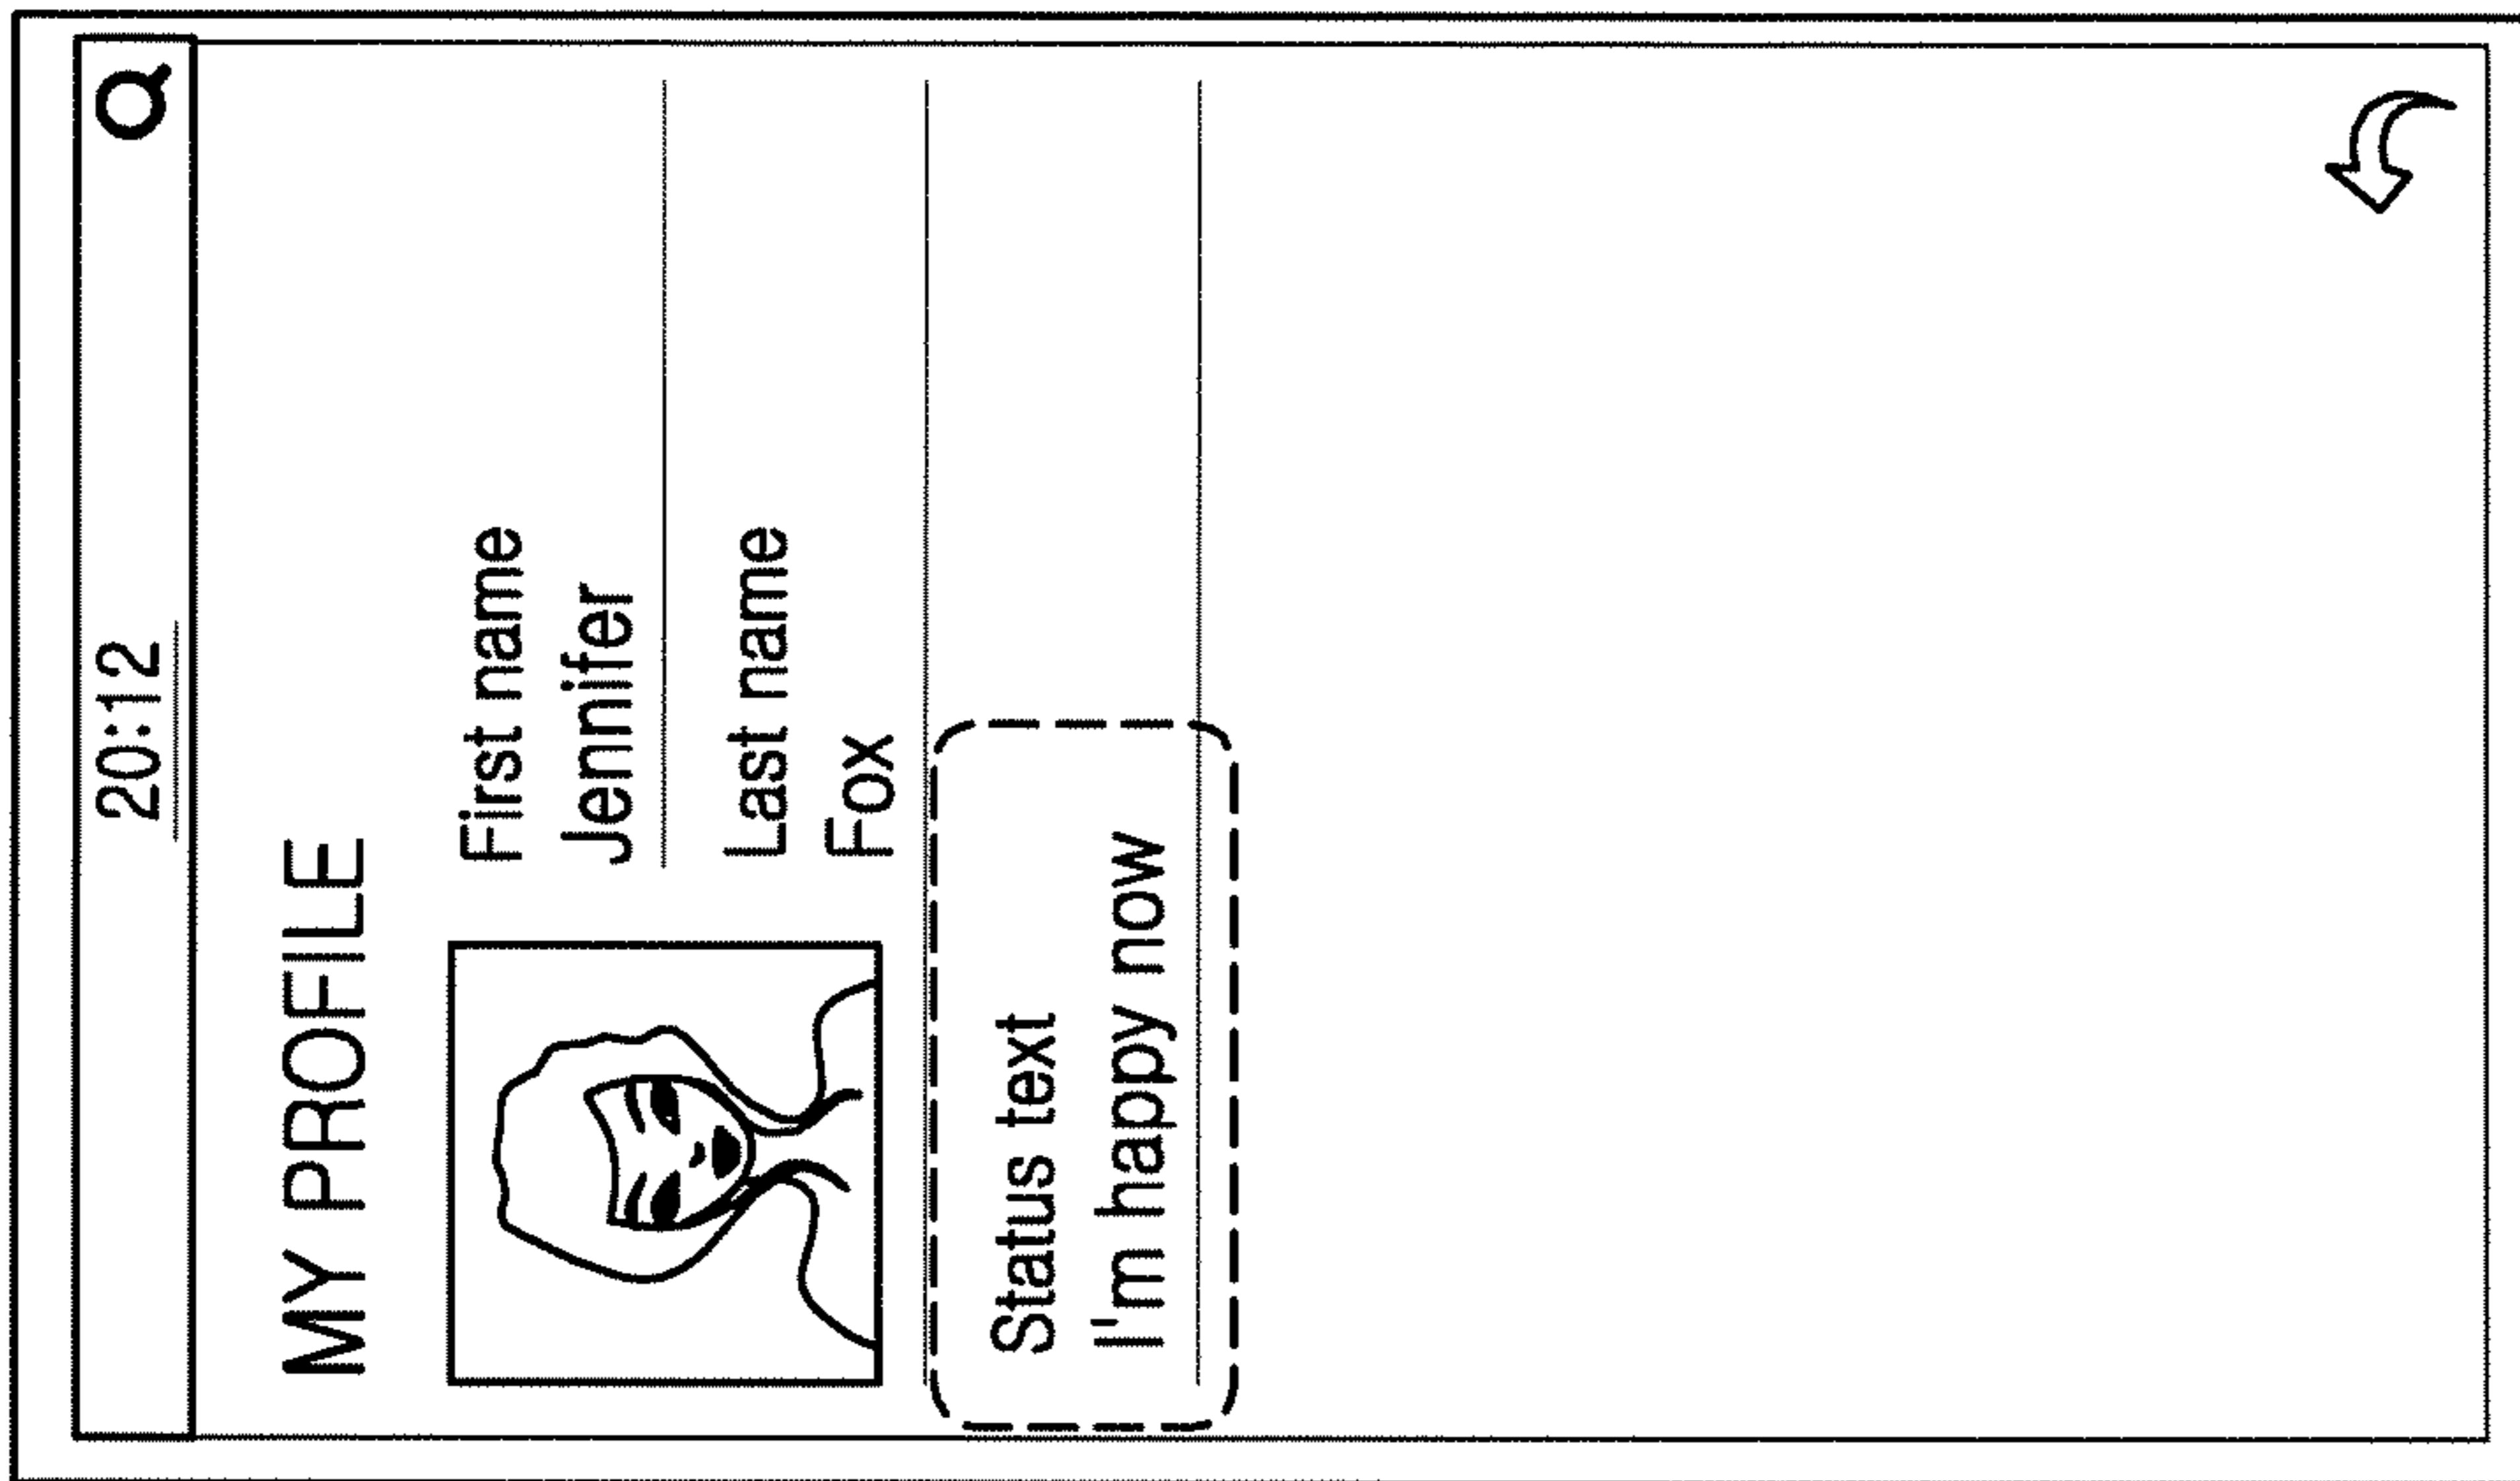 20:12
MY PROFILE
First name
Jennifer
Last name
Fox
Status text
I'm happy now